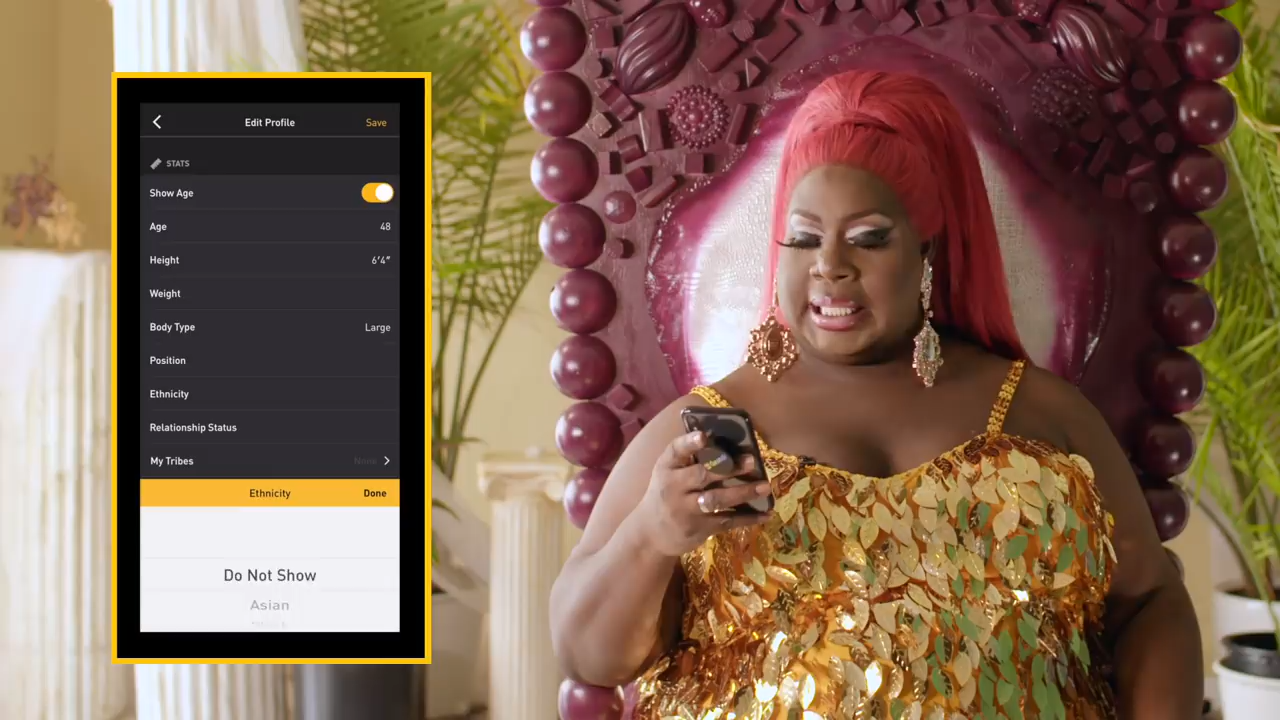 Edit Profile
Save
STATS
Show Age
Age 48
Height 6'4"
Weight
Body Type Large
Position
Ethnicity
Relationship Status
My Tribes None
Ethnicity Done
Do Not Show
Asian